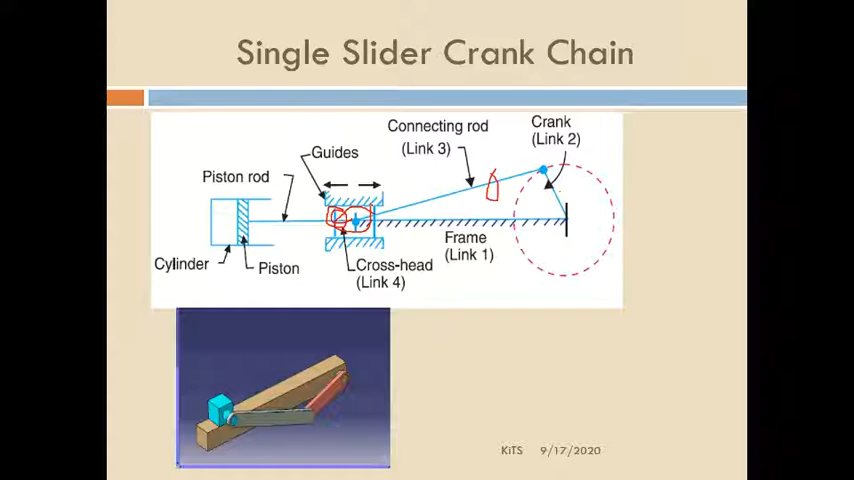 Single Slider Crank Chain
Connecting rod
(Link 3)
Crank
(Link 2)
Guides
Piston rod
Frame
(Link 1)
Cylinder
Piston
Cross-head
(Link 4)
KiTS 9/17/2020